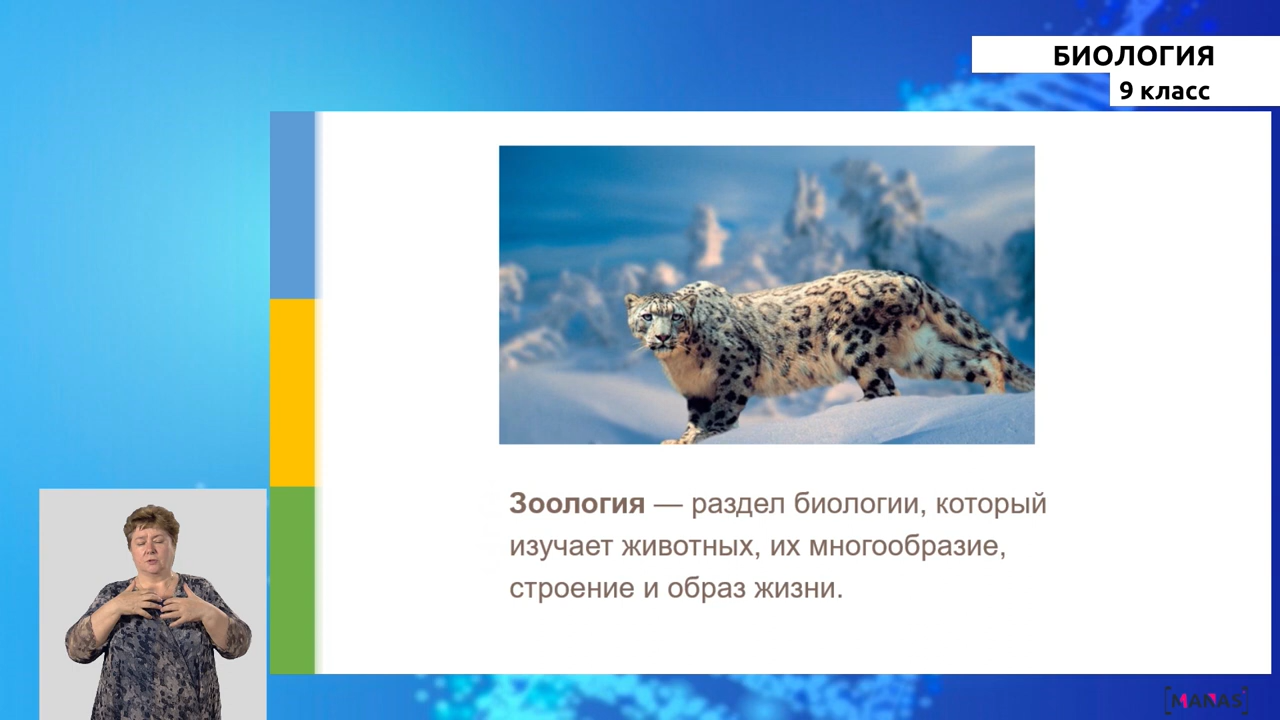 БИОЛОГИЯ
9 класс
Зоология — раздел биологии, который
изучает животных, их многообразие,
строение и образ жизни.
[MANAS]